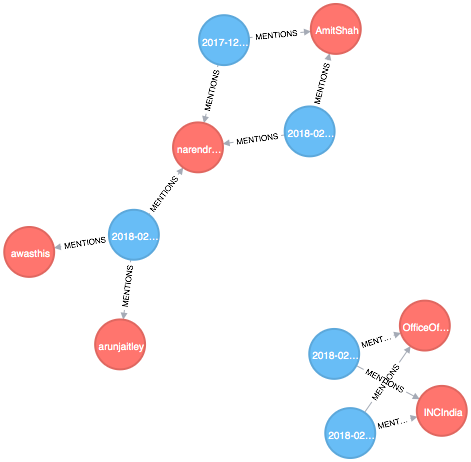 AmitShah
2017-12...
MENTIONS
MENTIONS
MENTIONS
2018-02...
MENTIONS
narendr...
MENTIONS
2018-02...
MENTIONS
awasthis
MENTIONS
arunjaitley
OfficeOf...
MENT...
2018-02...
MENTIONS
MENTIONS
INCIndia
MENT...
2018-02...